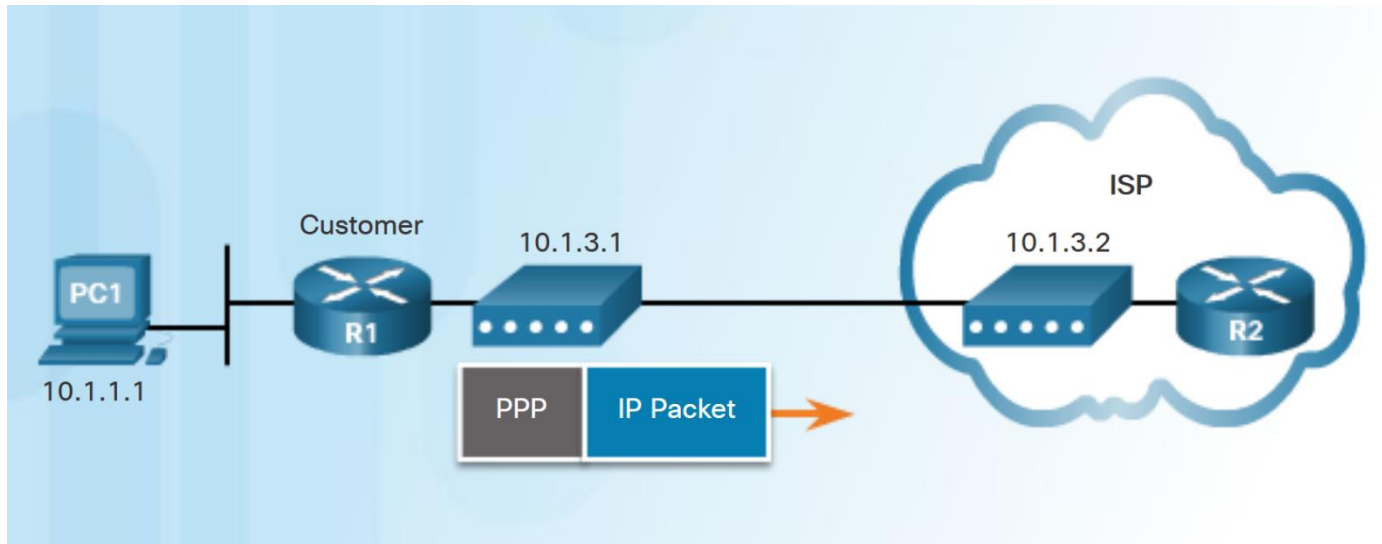 ISP
Customer
10.1.3.1
10.1.3.2
PC1
R1
R2
10.1.1.1
PPP
IP Packet